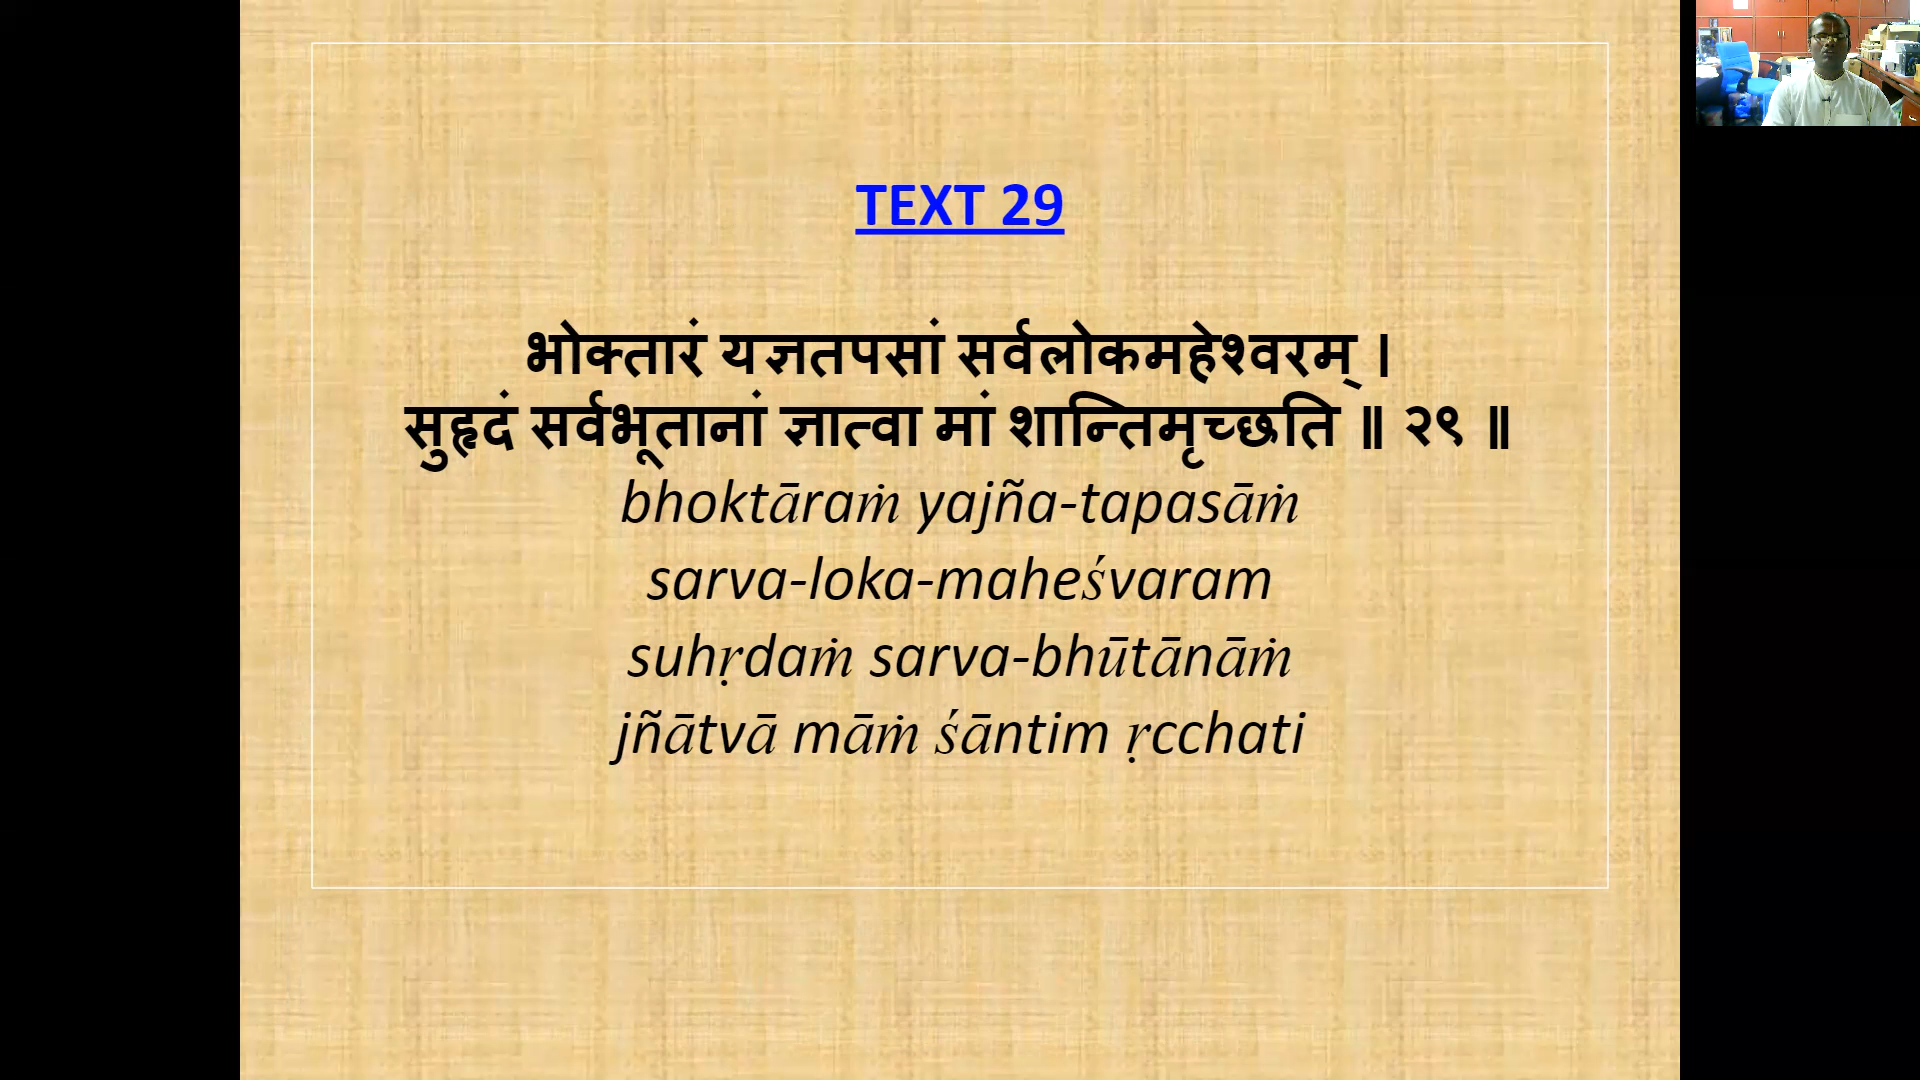 TEXT 29
भोक्तारं यज्ञतपसां सर्वलोकमहेश्वरम् ।
सुहृदं सर्वभूतानां ज्ञात्वा मां शान्तिमृच्छति ॥ २९ ॥
bhoktāraṁ yajña-tapasāṁ
sarva-loka-maheśvaram
suhṛdaṁ sarva-bhūtānāṁ
jñātvā māṁ śāntim ṛcchati